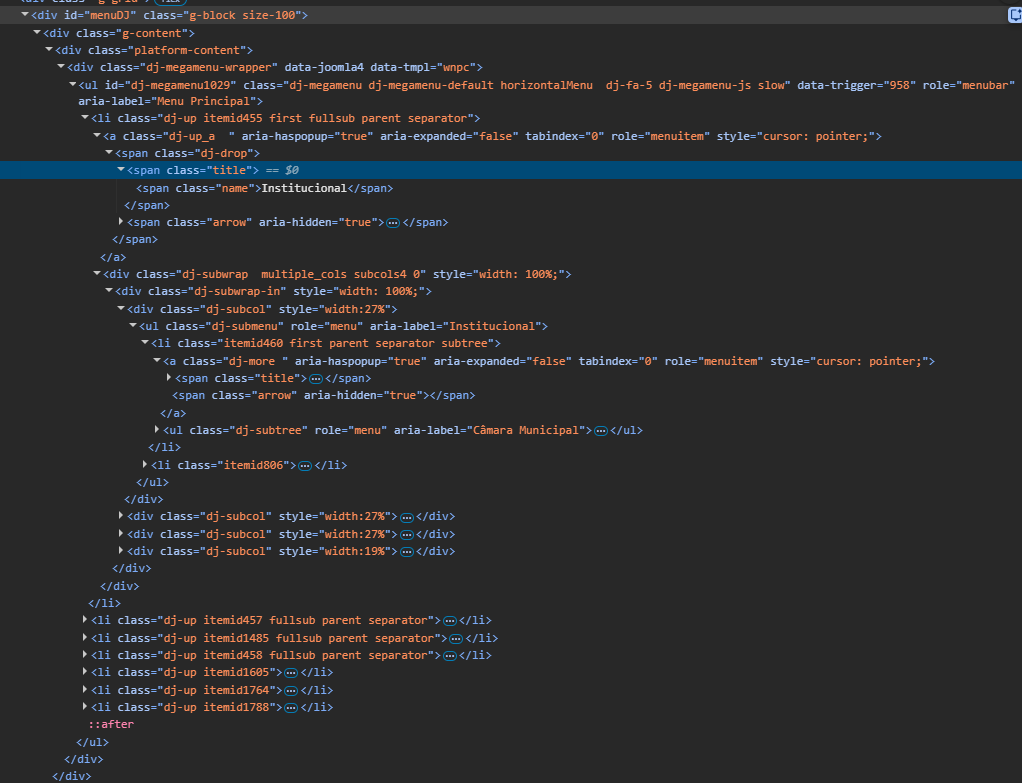 <div class="g-grid"> flex
<div id="menuDJ" class="g-block size-100">
<div class="g-content">
<div class="platform-content">
<div class="dj-megamenu-wrapper" data-joomla4 data-tmpl="wnpc">
<ul id="dj-megamenu1029" class="dj-megamenu dj-megamenu-default horizontalMenu  dj-fa-5 dj-megamenu-js slow" data-trigger="958" role="menubar"
aria-label="Menu Principal">
<li class="dj-up itemid455 first fullsub parent separator">
<a class="dj-up_a  " aria-haspopup="true" aria-expanded="false" tabindex="0" role="menuitem" style="cursor: pointer;">
<span class="dj-drop">
<span class="title"> == $0
<span class="name">Institucional</span>
</span>
<span class="arrow" aria-hidden="true">…</span>
</span>
</a>
<div class="dj-subwrap  multiple_cols subcols4 0" style="width: 100%;">
<div class="dj-subwrap-in" style="width: 100%;">
<div class="dj-subcol" style="width:27%">
<ul class="dj-submenu" role="menu" aria-label="Institucional">
<li class="itemid460 first parent separator subtree">
<a class="dj-more " aria-haspopup="true" aria-expanded="false" tabindex="0" role="menuitem" style="cursor: pointer;">
<span class="title">…</span>
<span class="arrow" aria-hidden="true"></span>
</a>
<ul class="dj-subtree" role="menu" aria-label="Câmara Municipal">…</ul>
</li>
<li class="itemid806">…</li>
</ul>
</div>
<div class="dj-subcol" style="width:27%">…</div>
<div class="dj-subcol" style="width:27%">…</div>
<div class="dj-subcol" style="width:19%">…</div>
</div>
</div>
</li>
<li class="dj-up itemid457 fullsub parent separator">…</li>
<li class="dj-up itemid1485 fullsub parent separator">…</li>
<li class="dj-up itemid458 fullsub parent separator">…</li>
<li class="dj-up itemid1605">…</li>
<li class="dj-up itemid1764">…</li>
<li class="dj-up itemid1788">…</li>
::after
</ul>
</div>
</div>